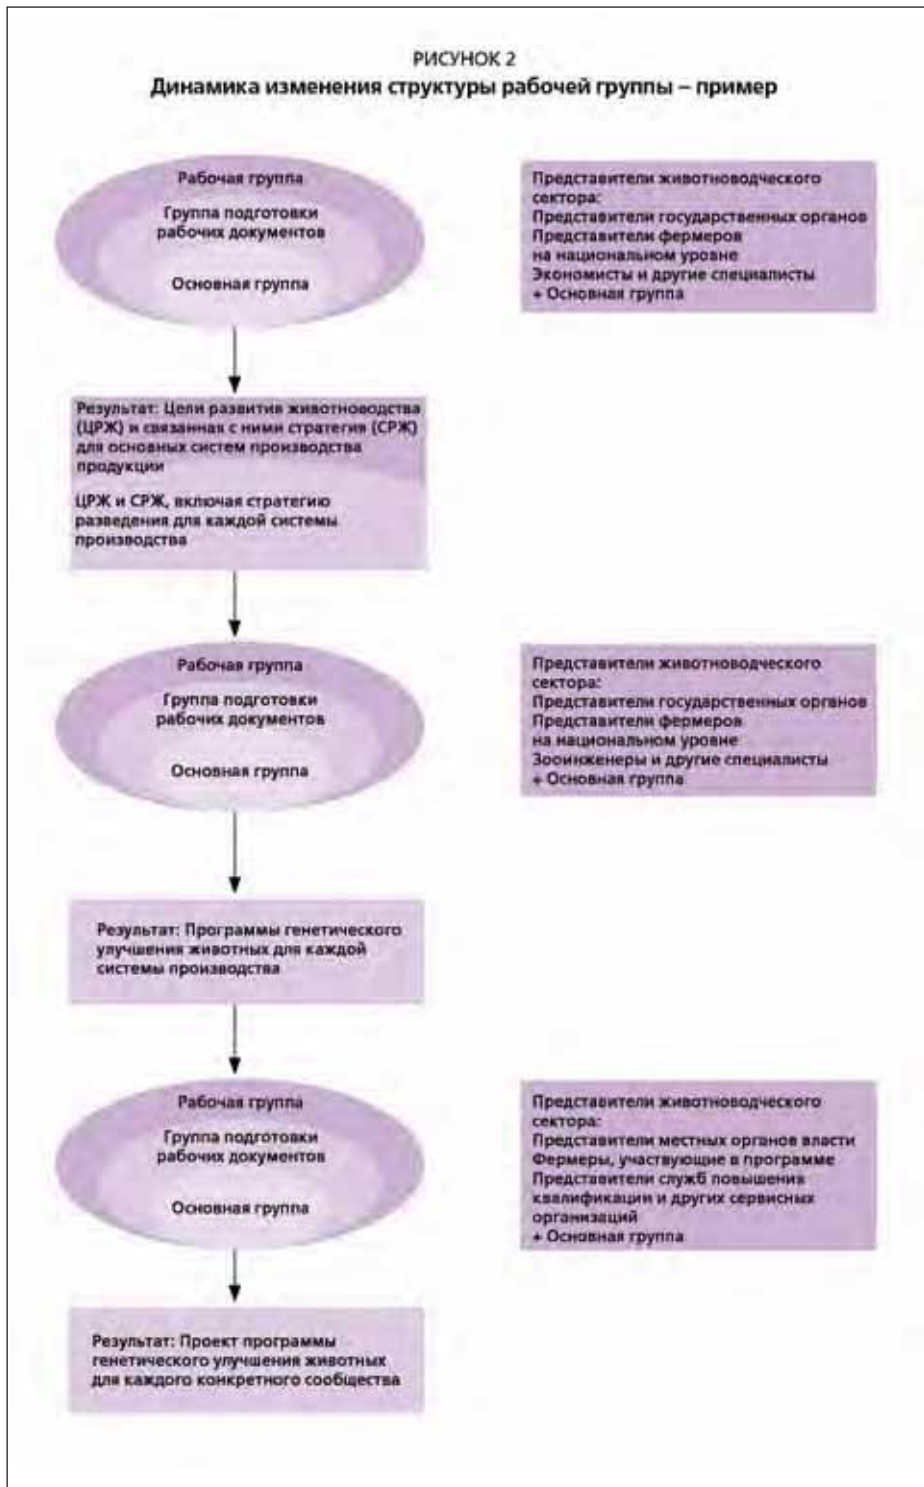 РИСУНОК 2
Динамика изменения структуры рабочей группы – пример
Рабочая группа
Группа подготовки
рабочих документов
Основная группа
Представители животноводческого
сектора:
Представители государственных органов
Представители фермеров
на национальном уровне
Экономисты и другие специалисты
+ Основная группа
Результат: Цели развития животноводства
(ЦРЖ) и связанная с ними стратегия (СРЖ)
для основных систем производства
продукции
ЦРЖ и СРЖ, включая стратегию
разведения для каждой системы
производства
Рабочая группа
Группа подготовки
рабочих документов
Основная группа
Представители животноводческого
сектора:
Представители государственных органов
Представители фермеров
на национальном уровне
Зооинженеры и другие специалисты
+ Основная группа
Результат: Программы генетического
улучшения животных для каждой
системы производства
Рабочая группа
Группа подготовки
рабочих документов
Основная группа
Представители животноводческого
сектора:
Представители местных органов власти
Фермеры, участвующие в программе
Представители служб повышения
квалификации и других сервисных
организаций
+ Основная группа
Результат: Проект программы
генетического улучшения животных
для каждого конкретного сообщества